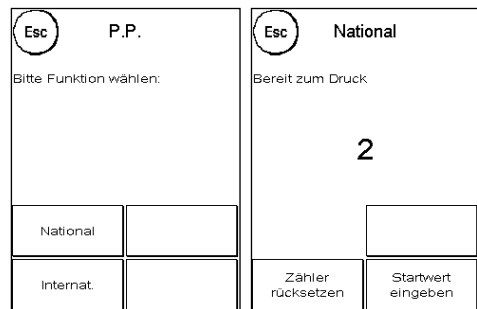 Esc P.P.
Bitte Funktion wählen:
National
Internat.
Esc National
Bereit zum Druck
2
Zähler
rücksetzen
Startwert
eingeben